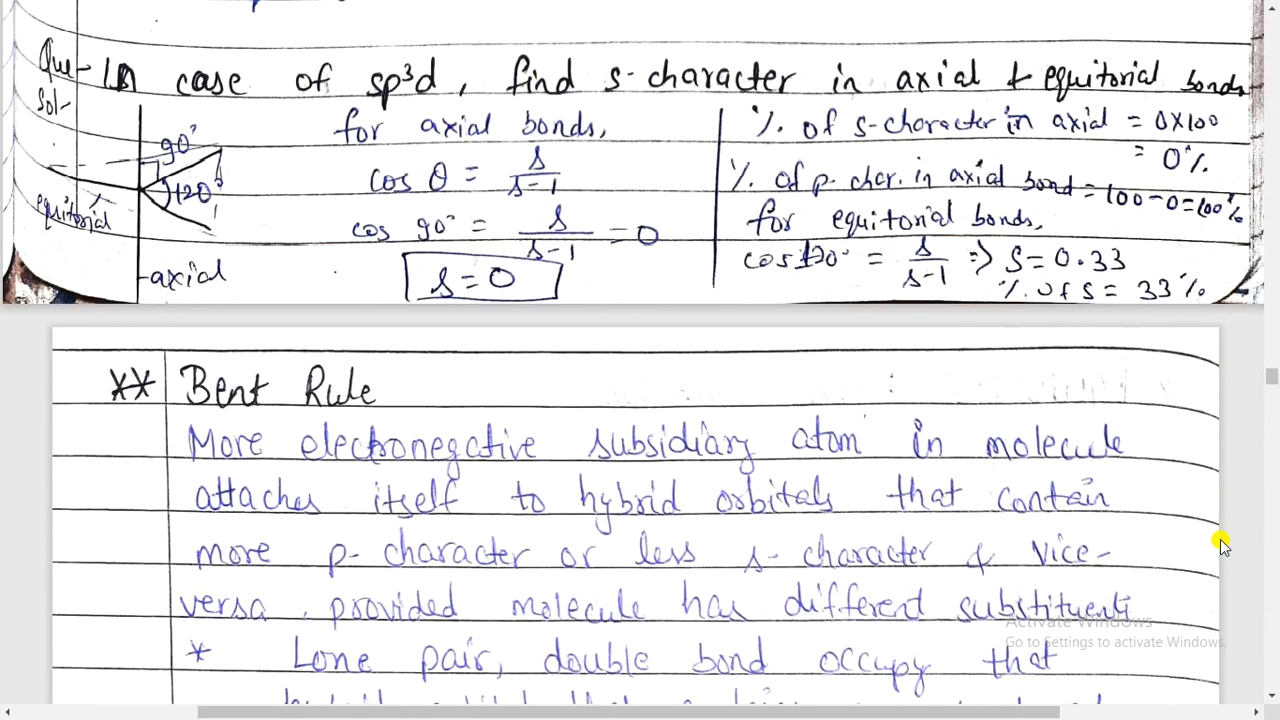 Que- In case of sp³d, find s-character in axial + equitorial bonds.
Sol-
90°
120°
equitorial
axial
for axial bonds,
cos θ = s/s-1
cos 90° = s/s-1 = 0
s = 0
% of s-character in axial = 0x100
= 0%
% of p-char. in axial bond = 100-0=100%
for equitorial bonds,
cos120° = s/s-1 => S=0.33
% of s = 33%
** Bent Rule
More electronegative subsidiary atom in molecule
attaches itself to hybrid orbitals that contain
more p-character or less s-character & vice-
versa, provided molecule has different substituents
* Lone pair, double bond occupy that
Activate Windows
Go to Settings to activate Windows.